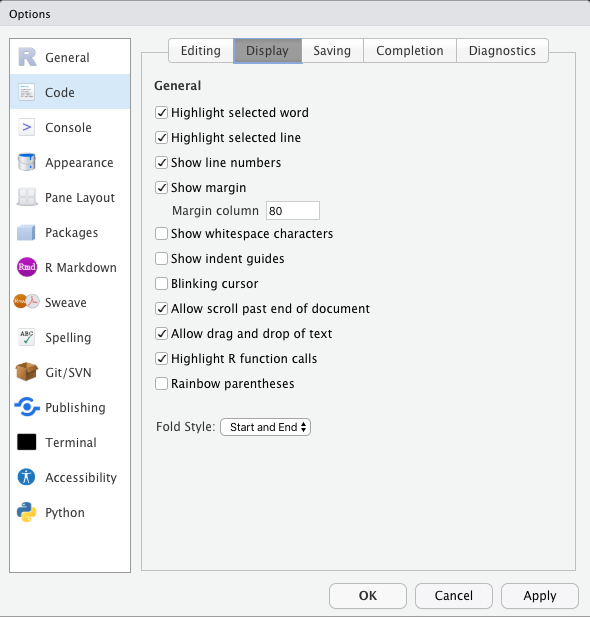 Options
General
Code
Console
Appearance
Pane Layout
Packages
Rmd R Markdown
Sweave
ABC Spelling
Git/SVN
Publishing
Terminal
Accessibility
Python
Editing Display Saving Completion Diagnostics
General
Highlight selected word
Highlight selected line
Show line numbers
Show margin
Margin column 80
Show whitespace characters
Show indent guides
Blinking cursor
Allow scroll past end of document
Allow drag and drop of text
Highlight R function calls
Rainbow parentheses
Fold Style: Start and End
OK Cancel Apply